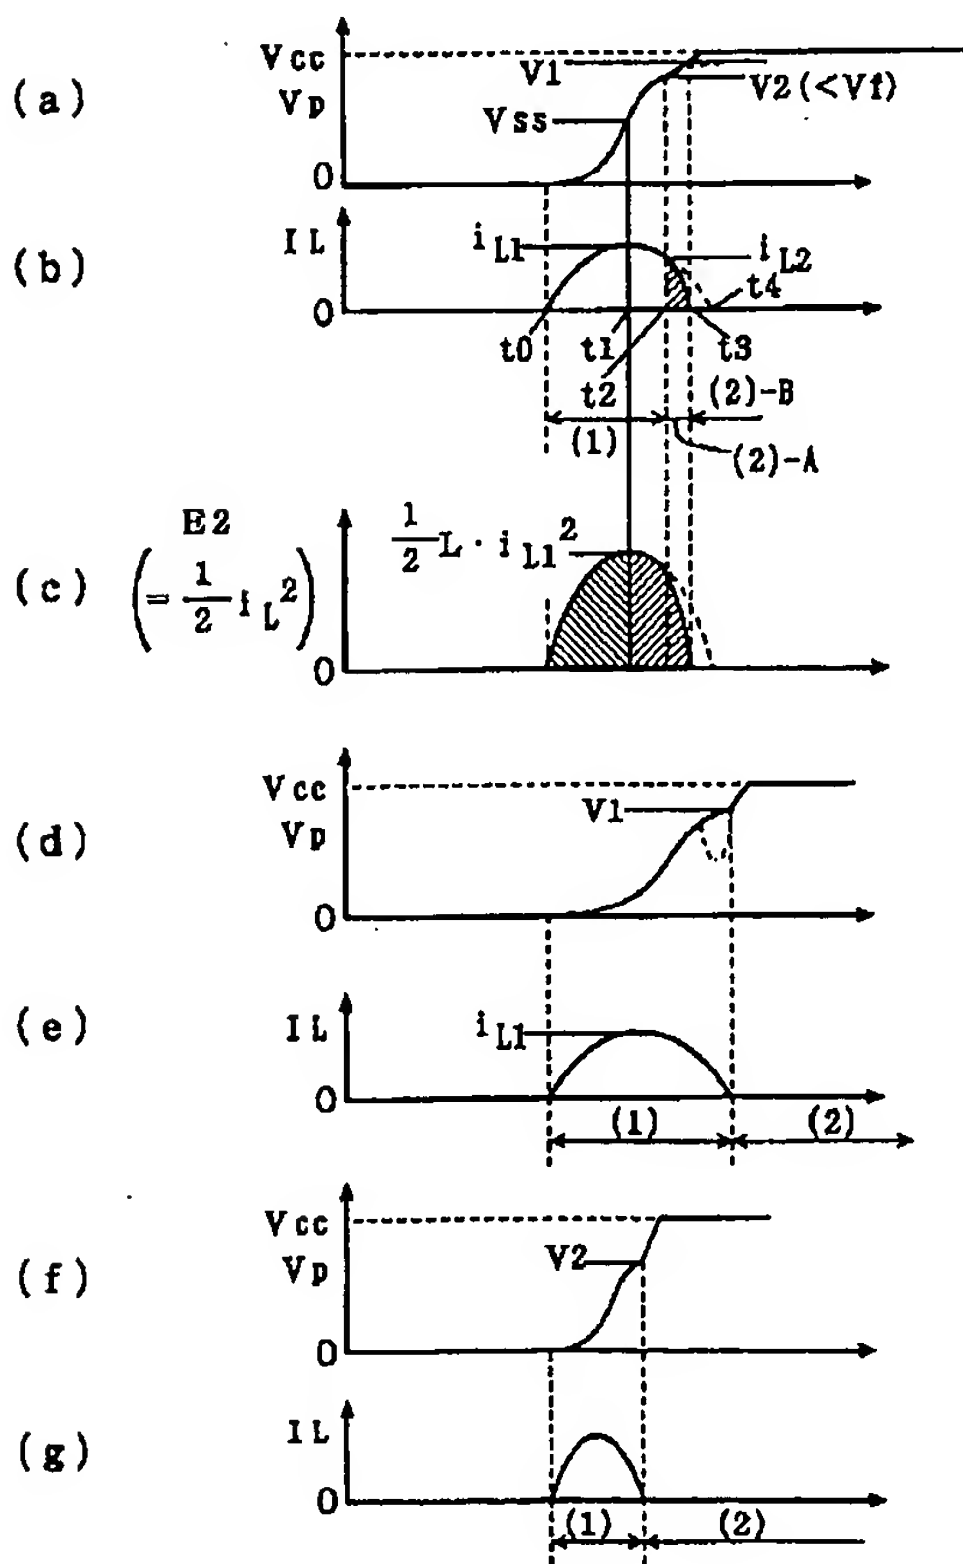 (a)
Vcc
Vp
V1
V2(<Vf)
Vss
0
(b)
IL
iL1
iL2
t4
0
t0
t1
t3
t2
(2)-B
(1)
(2)-A
(c)
E2
(= 1/2 iL²)
1/2 L · iL1²
0
(d)
Vcc
V1
Vp
0
(e)
IL
iL1
0
(1)
(2)
(f)
Vcc
Vp
V2
0
(g)
IL
0
(1)
(2)